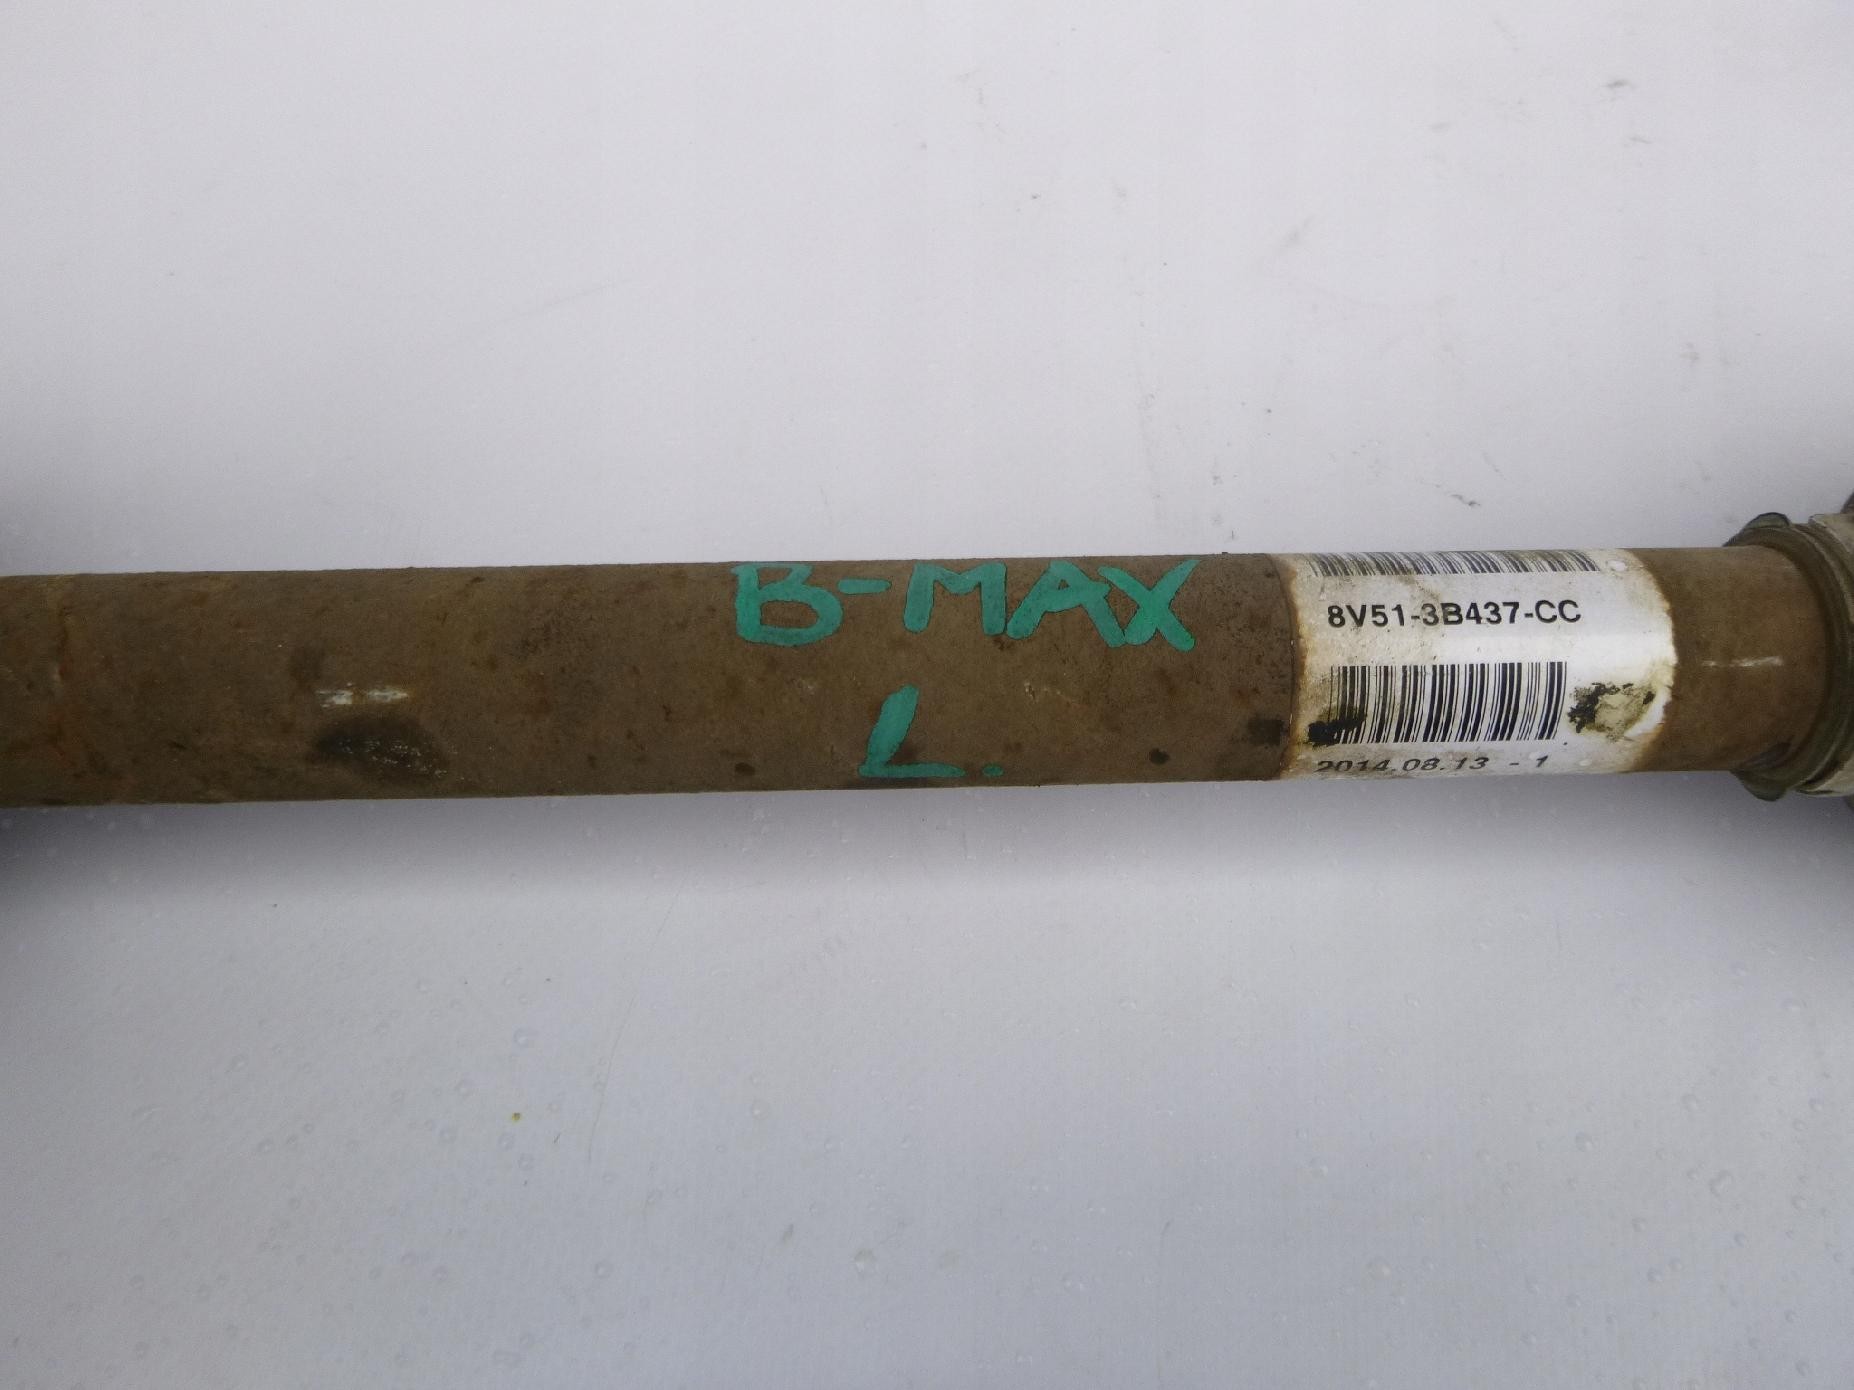 B-MAX
L.
8V51-3B437-CC
2014.08.13 - 1